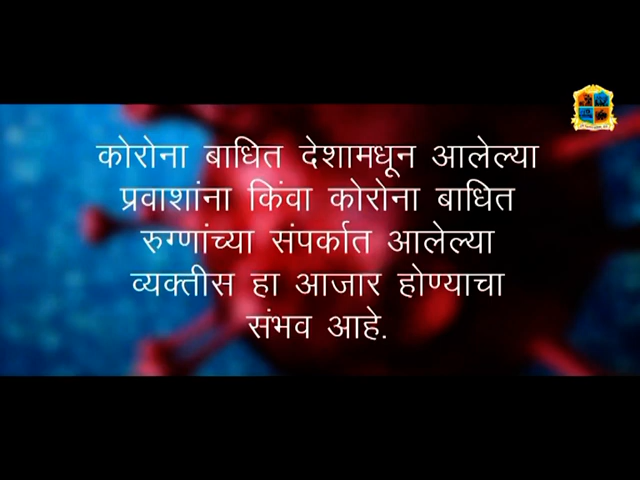 कोरोना बाधित देशामधून आलेल्या
प्रवाशांना किंवा कोरोना बाधित
रुग्णांच्या संपर्कात आलेल्या
व्यक्तीस हा आजार होण्याचा
संभव आहे.